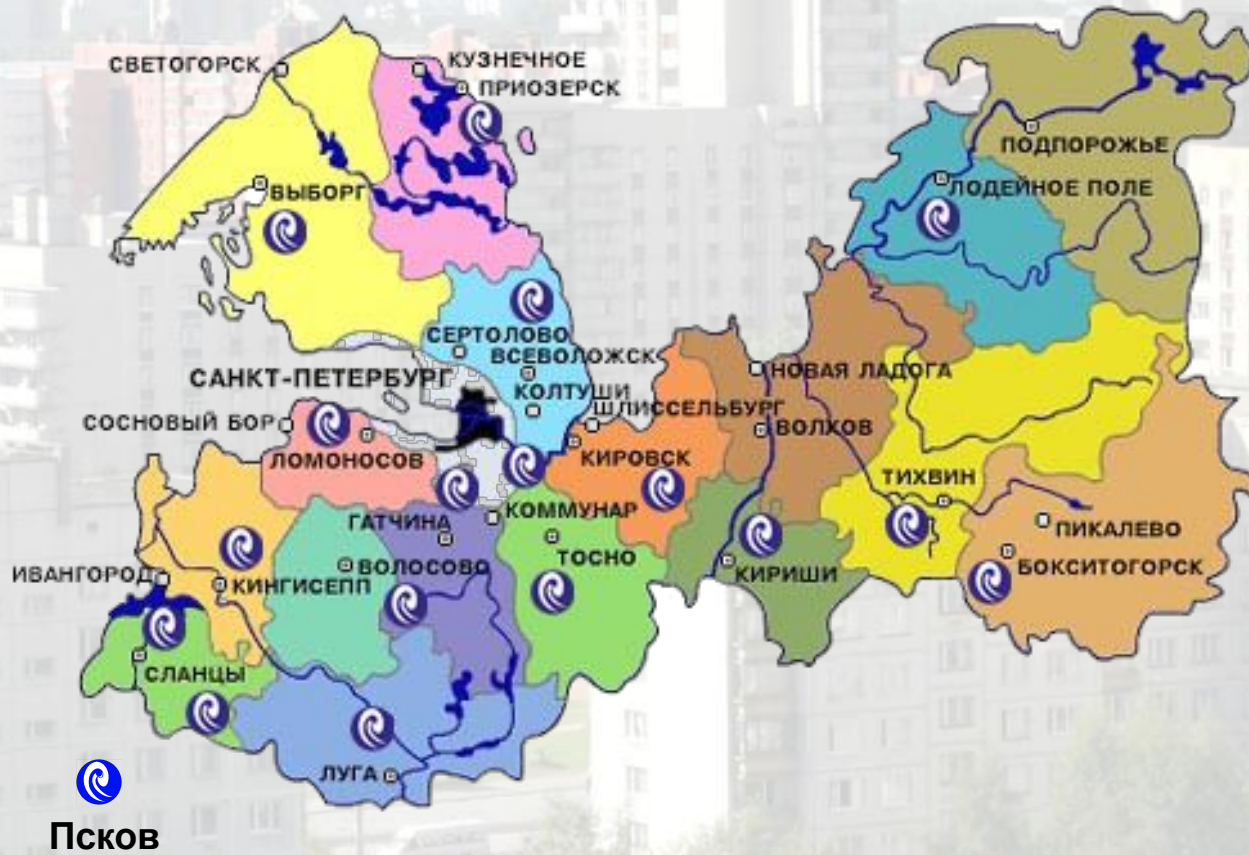 СВЕТОГОРСК
КУЗНЕЧНОЕ
ПРИОЗЕРСК
ПОДПОРОЖЬЕ
ВЫБОРГ
ЛОДЕЙНОЕ ПОЛЕ
СЕРТОЛОВО
ВСЕВОЛОЖСК
НОВАЯ ЛАДОГА
САНКТ-ПЕТЕРБУРГ
КОЛТУШИ
ШЛИССЕЛЬБУРГ
СОСНОВЫЙ БОР
ВОЛХОВ
ЛОМОНОСОВ
КИРОВСК
ТИХВИН
КОММУНАР
ГАТЧИНА
ПИКАЛЕВО
ТОСНО
ВОЛОСОВО
БОКСИТОГОРСК
ИВАНГОРОД
КИНГИСЕПП
КИРИШИ
СЛАНЦЫ
ЛУГА
Псков